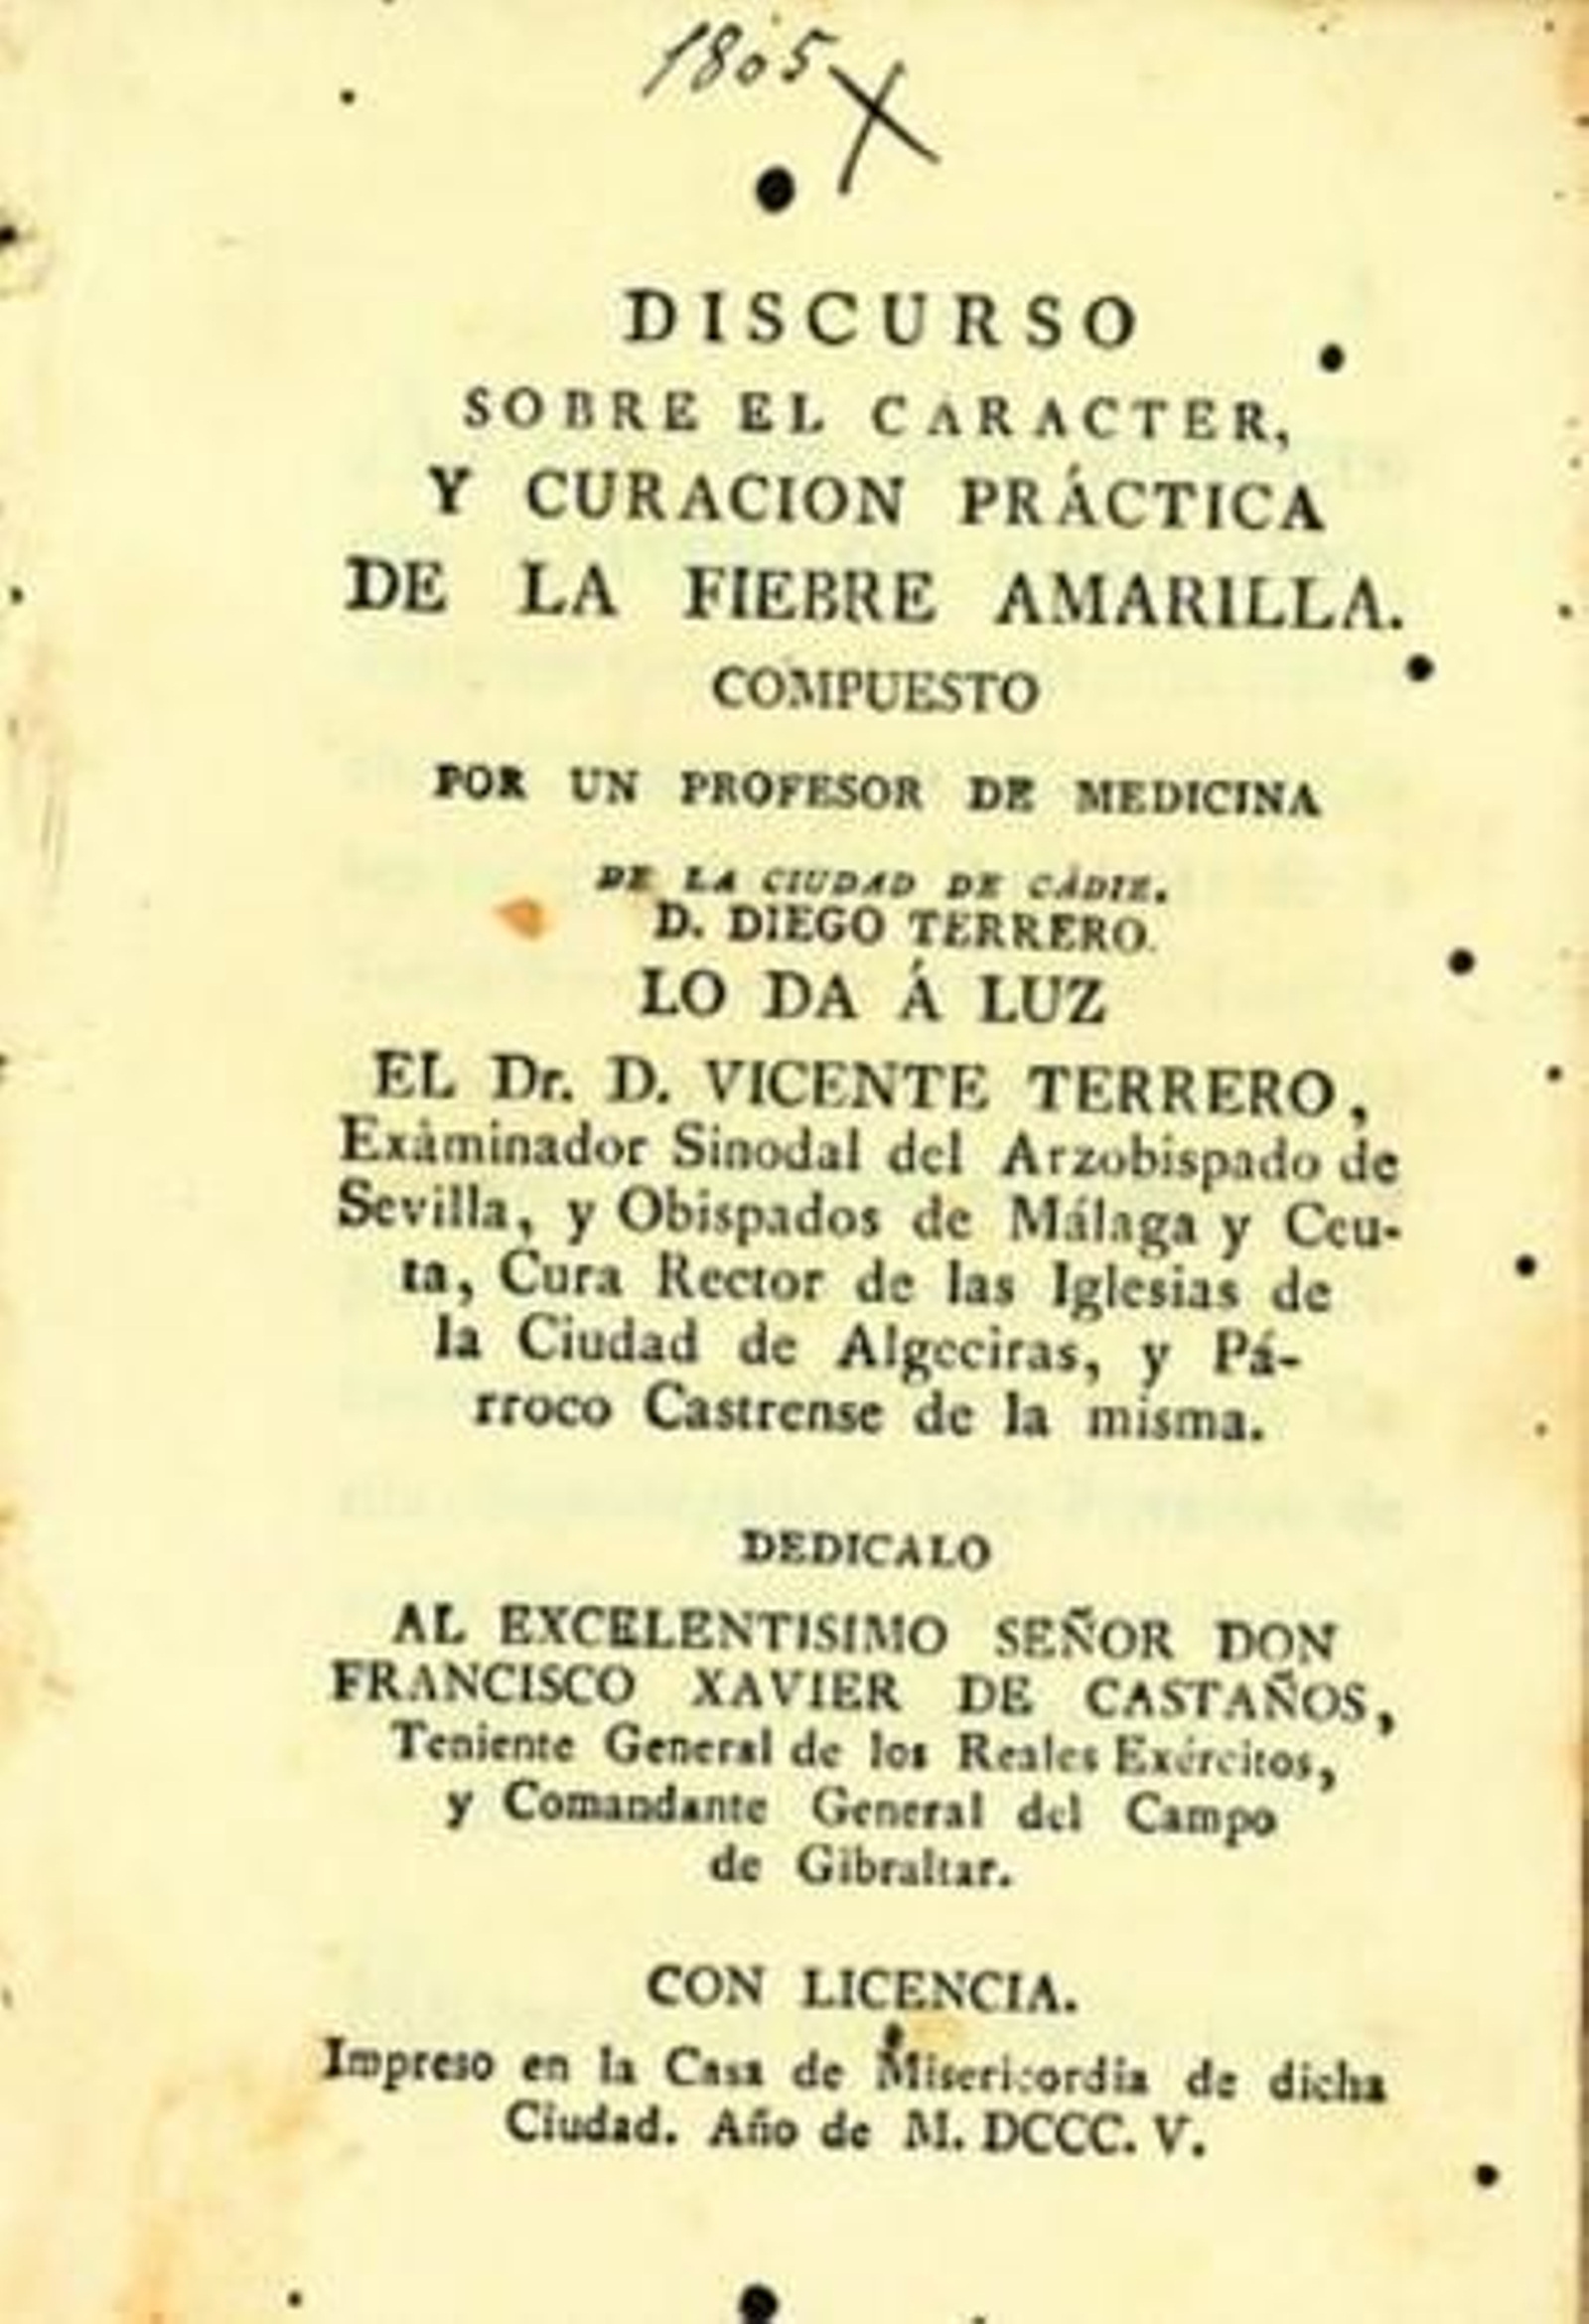 1805 X
DISCURSO
SOBRE EL CARACTER,
Y CURACION PRÁCTICA
DE LA FIEBRE AMARILLA.
COMPUESTO
POR UN PROFESOR DE MEDICINA
DE LA CIUDAD DE CÁDIZ.
D. DIEGO TERRERO.
LO DA Á LUZ
EL Dr. D. VICENTE TERRERO,
Examinador Sinodal del Arzobispado de
Sevilla, y Obispados de Málaga y Ceu-
ta, Cura Rector de las Iglesias de
la Ciudad de Algeciras, y Pá-
rroco Castrense de la misma.
DEDICALO
AL EXCELENTISIMO SEÑOR DON
FRANCISCO XAVIER DE CASTAÑOS,
Teniente General de los Reales Exércitos,
y Comandante General del Campo
de Gibraltar.
CON LICENCIA.
Impreso en la Casa de Misericordia de dicha
Ciudad. Año de M. DCCC. V.